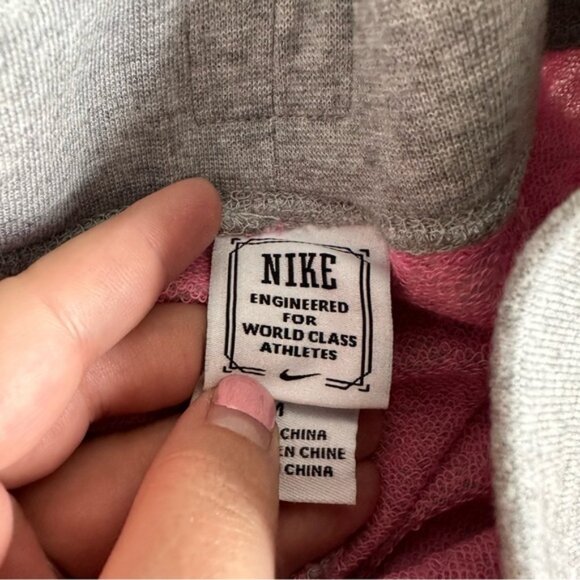 NIKE
ENGINEERED
FOR
WORLD CLASS
ATHLETES
M
CHINA
EN CHINE
CHINA